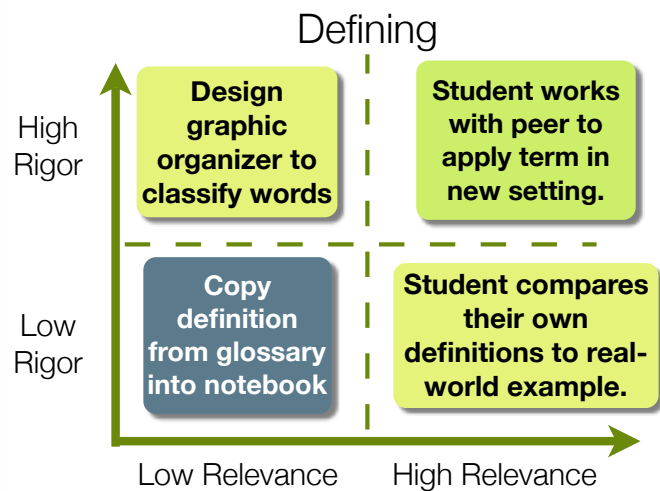 Defining
High
Rigor
Design
graphic
organizer to
classify words
Student works
with peer to
apply term in
new setting.
Low
Rigor
Copy
definition
from glossary
into notebook
Student compares
their own
definitions to real-
world example.
Low Relevance
High Relevance